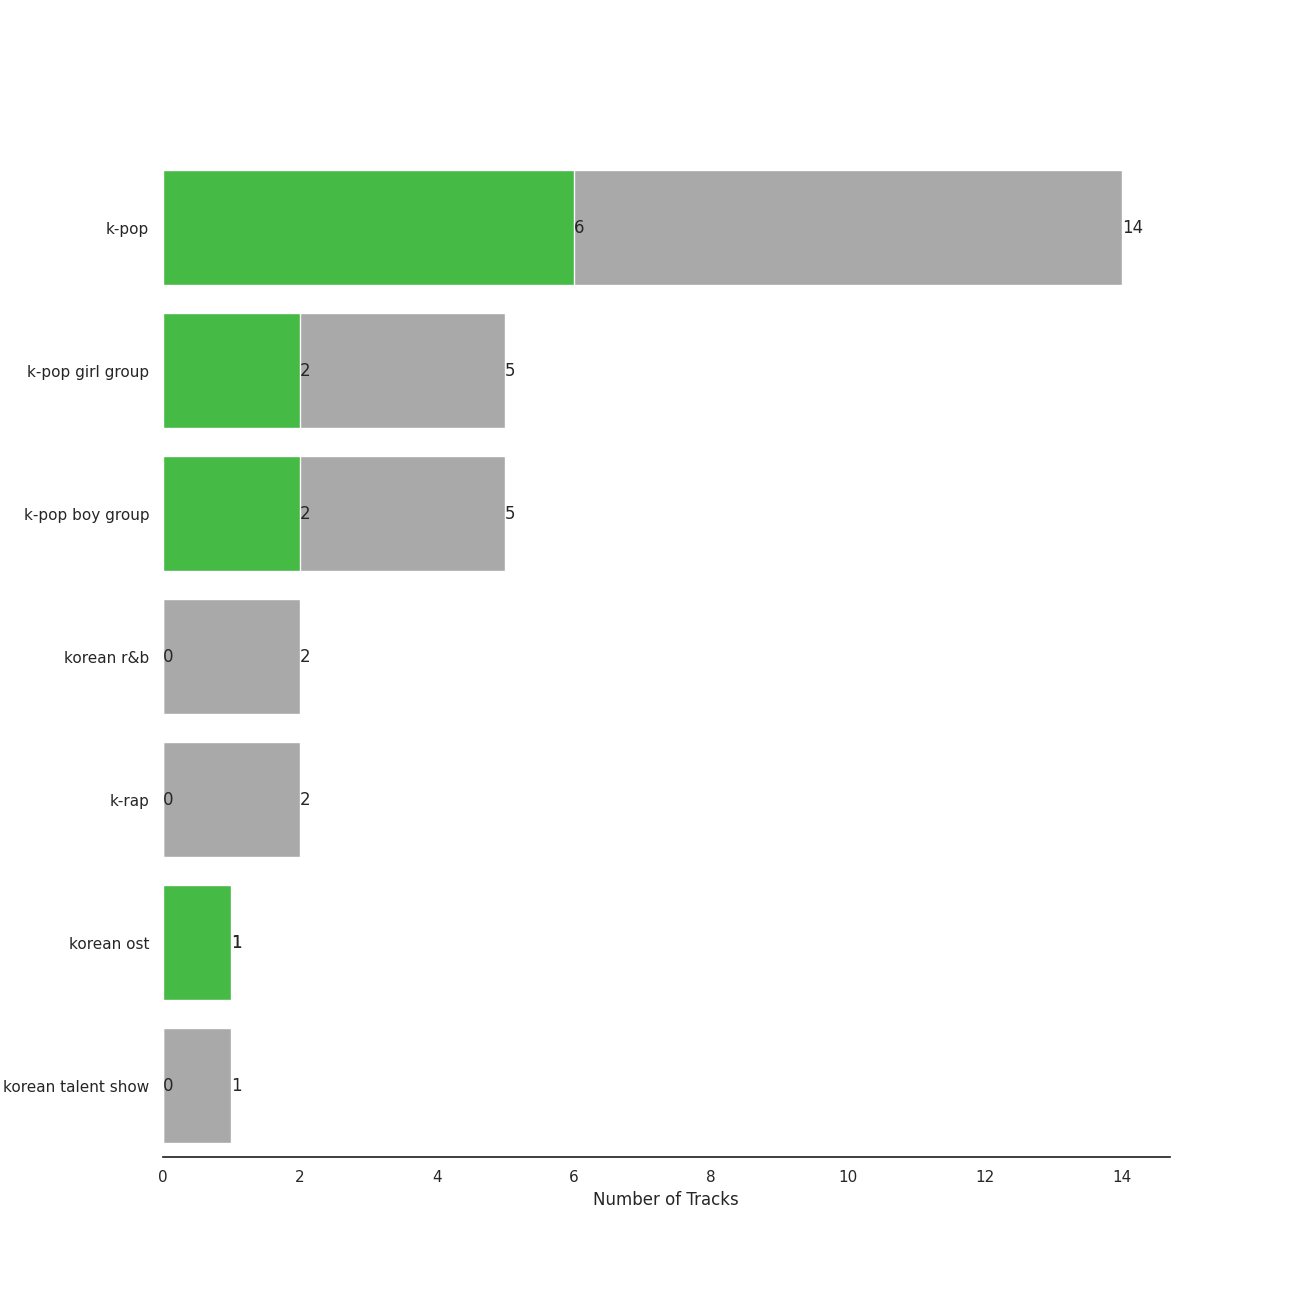 k-pop 6 14
k-pop girl group 2 5
k-pop boy group 2 5
korean r&b 0 2
k-rap 0 2
korean ost 1
korean talent show 0 1
0 2 4 6 8 10 12 14
Number of Tracks